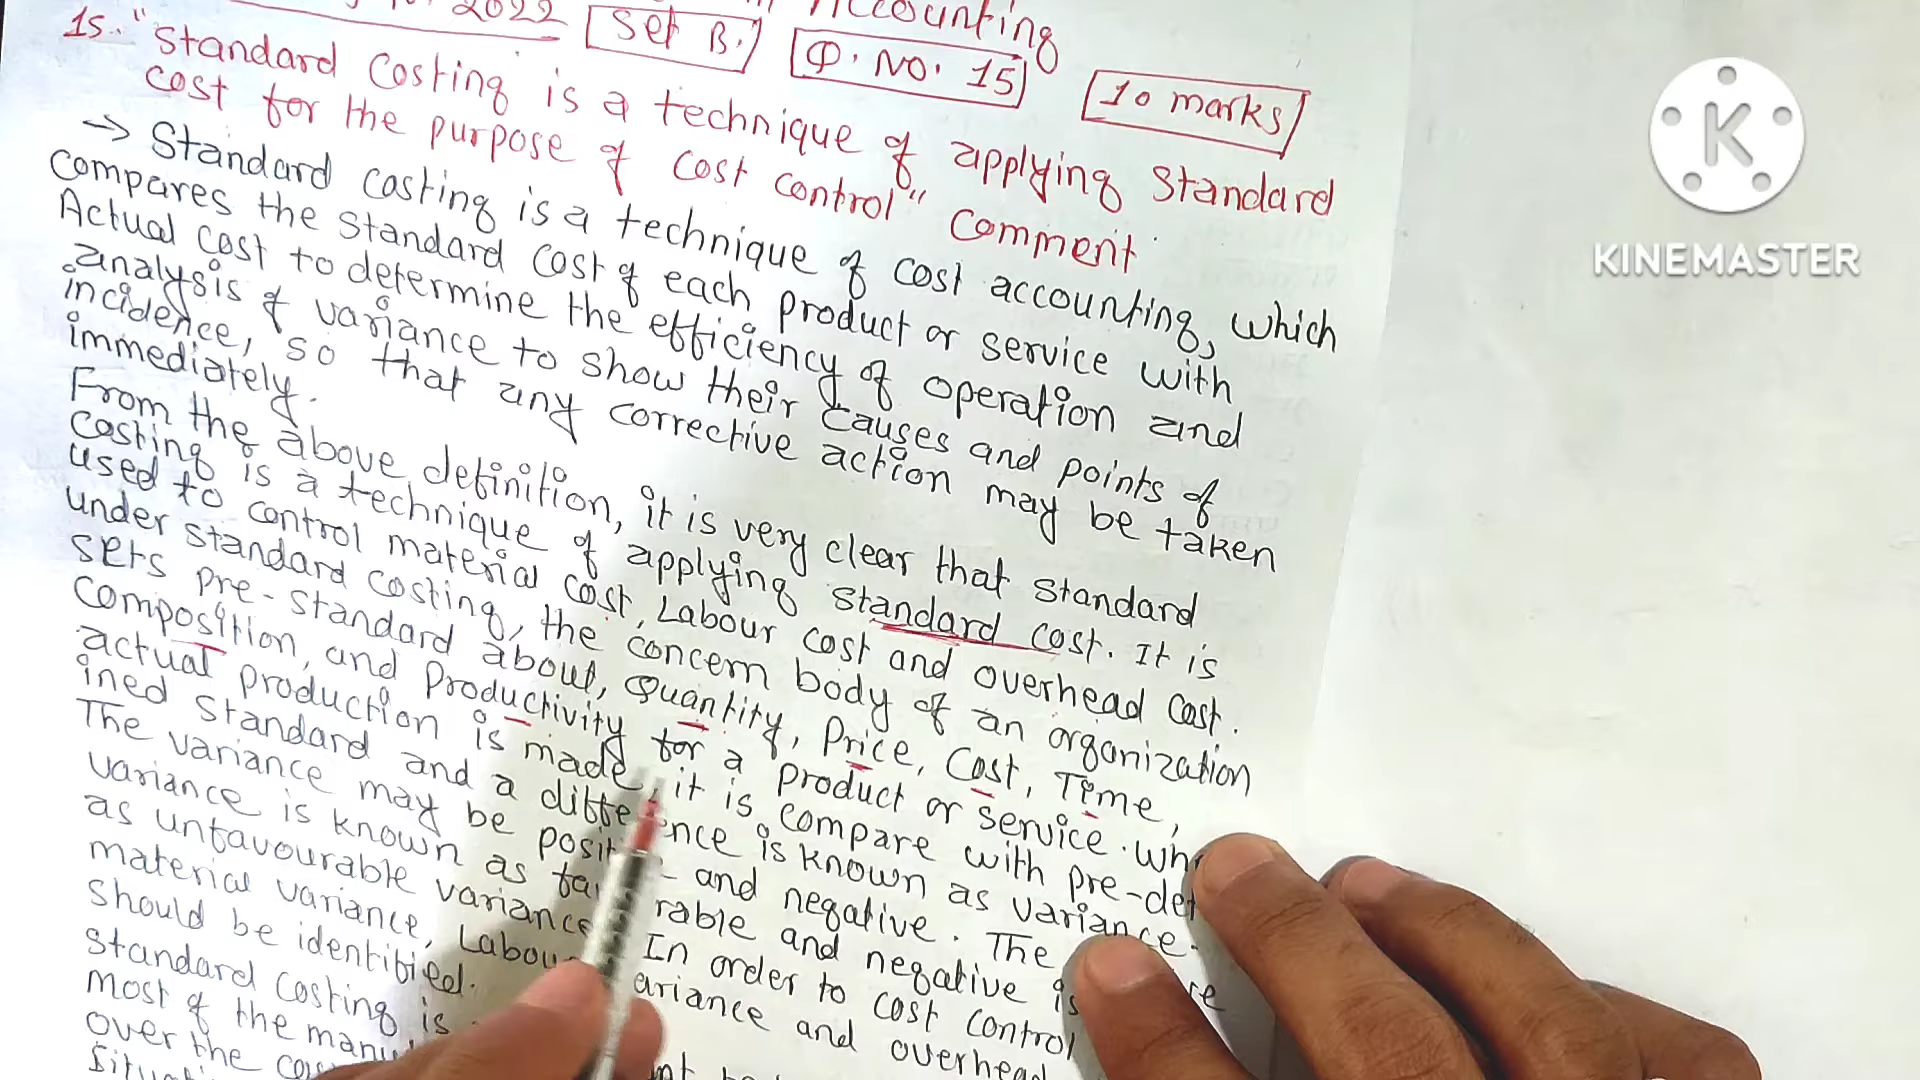 2022 Set B. Accounting
Q. NO. 15
10 marks
15. "Standard Costing is a technique of applying Standard
cost for the purpose of cost control" Comment.
→ Standard costing is a technique of cost accounting, which
compares the Standard cost of each product or service with
Actual cost to determine the efficiency of operation and
analysis of variance to show their causes and points of
incidence, so that any corrective action may be taken
immediately.
From the above definition, it is very clear that Standard
costing is a technique of applying standard cost. It is
used to control material cost, Labour cost and overhead cost.
under standard costing, the concern body of an organization
sets pre-standard about, Quantity, Price, Cost, Time,
Composition, and Productivity for a product or service.
actual production is made, it is compare with pre-
ined standard and a difference is known as variance.
The variance may be and negative. The
variance is known as and negative is
as unfavourable variance In order to cost control
material variance, and overhead
should be identified.
Standard Costing is
most of the
over the